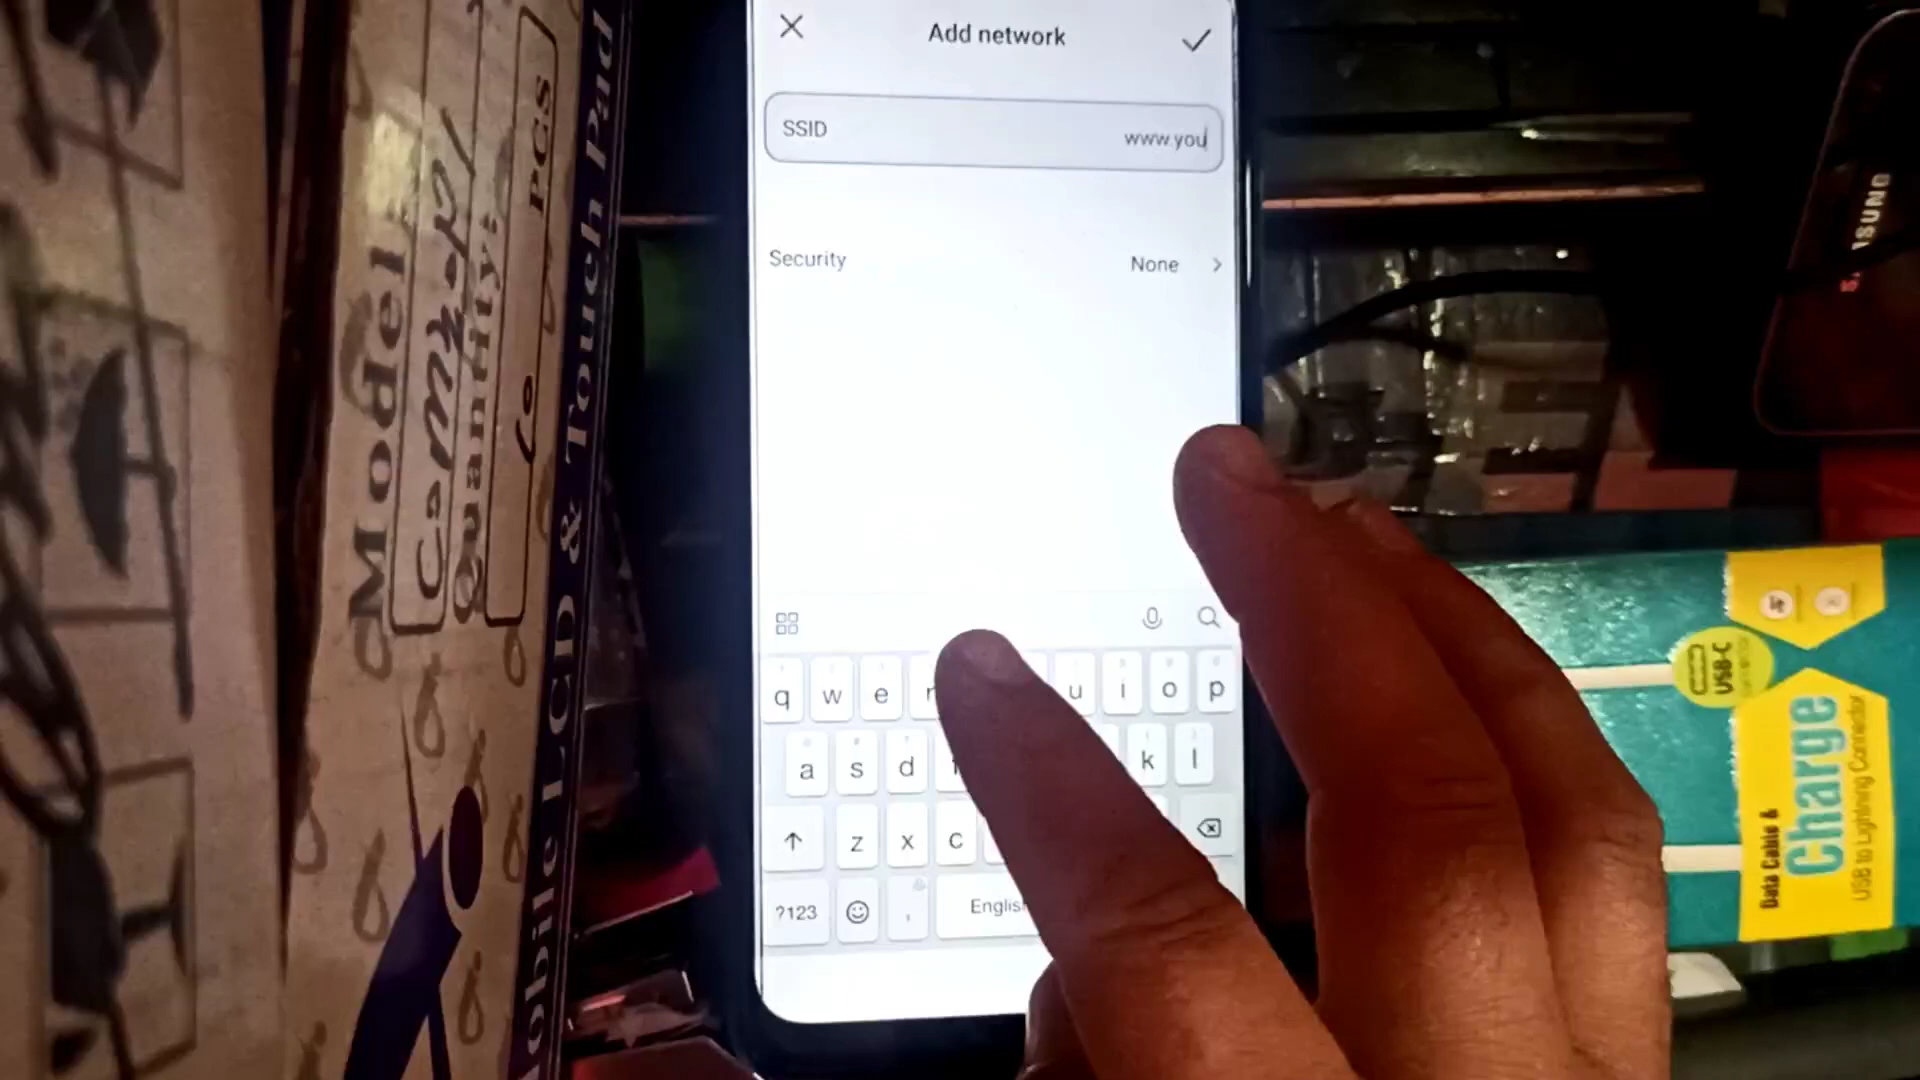 Add network
SSID
www.you
Security
None
q w e u i o p
a s d k l
z x c
?123
,
Model:
Quantity:
PCS
Mobile LCD & Touch Pad
USB-C
Data Cable &
Charge
USB to Lightning Connector